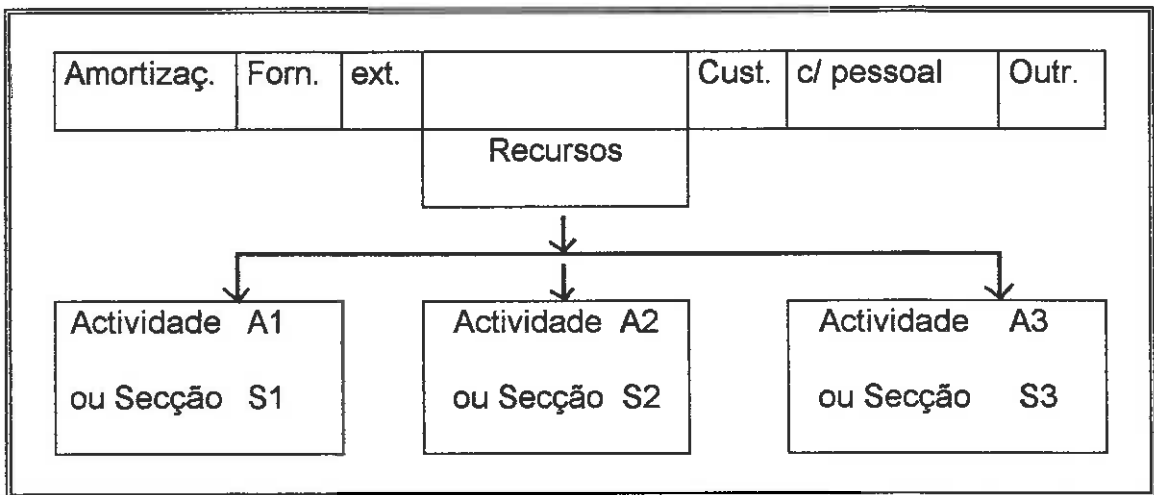 Amortizaç. Forn. ext. Cust. c/ pessoal Outr.
Recursos
Actividade A1
ou Secção S1
Actividade A2
ou Secção S2
Actividade A3
ou Secção S3